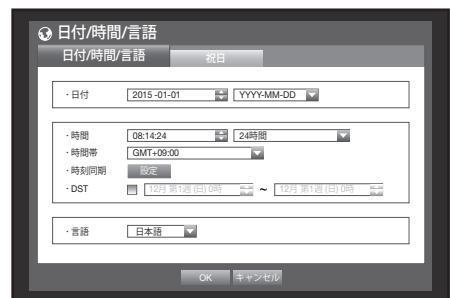 日付/時間/言語
日付/時間/言語 祝日
・日付 2015 -01-01 YYYY-MM-DD
・時間 08:14:24 24時間
・時間帯 GMT+09:00
・時刻同期 設定
・DST 12月 第1週 (日) 0時 ~ 12月 第1週 (日) 0時
・言語 日本語
OK キャンセル